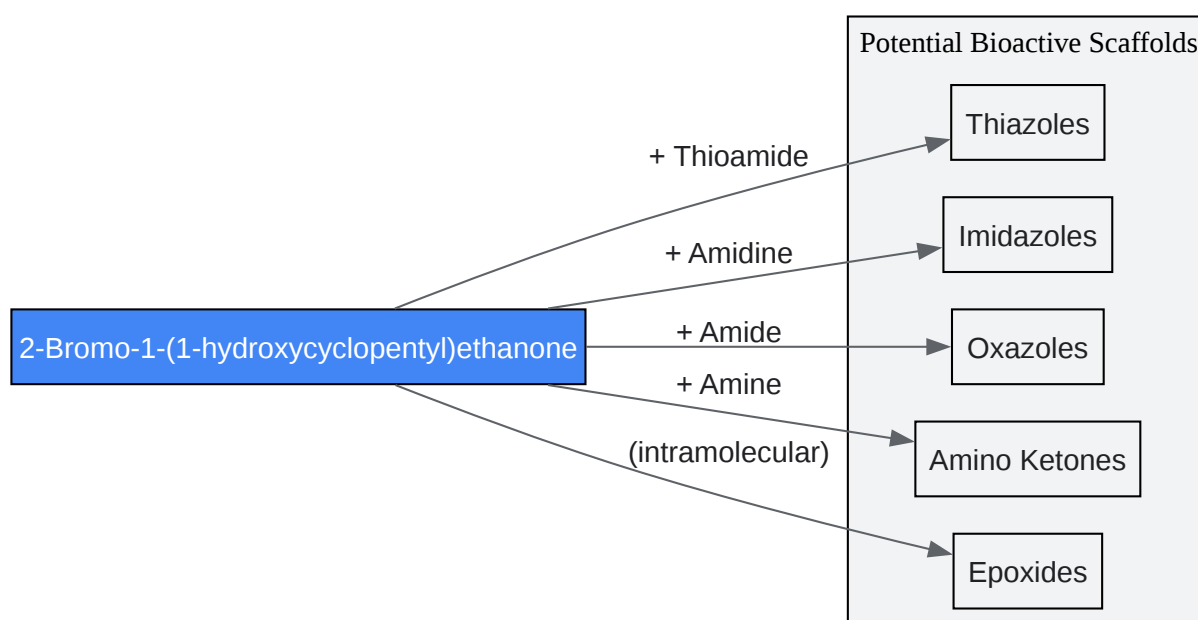 Potential Bioactive Scaffolds
Thiazoles
+ Thioamide
Imidazoles
+ Amidine
2-Bromo-1-(1-hydroxycyclopentyl)ethanone
+ Amide
Oxazoles
+ Amine
Amino Ketones
(intramolecular)
Epoxides